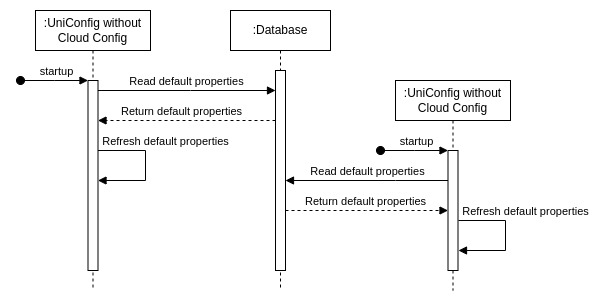 :UniConfig without
Cloud Config
:Database
startup
Read default properties
:UniConfig without
Cloud Config
Return default properties
Refresh default properties
startup
Read default properties
Return default properties
Refresh default properties